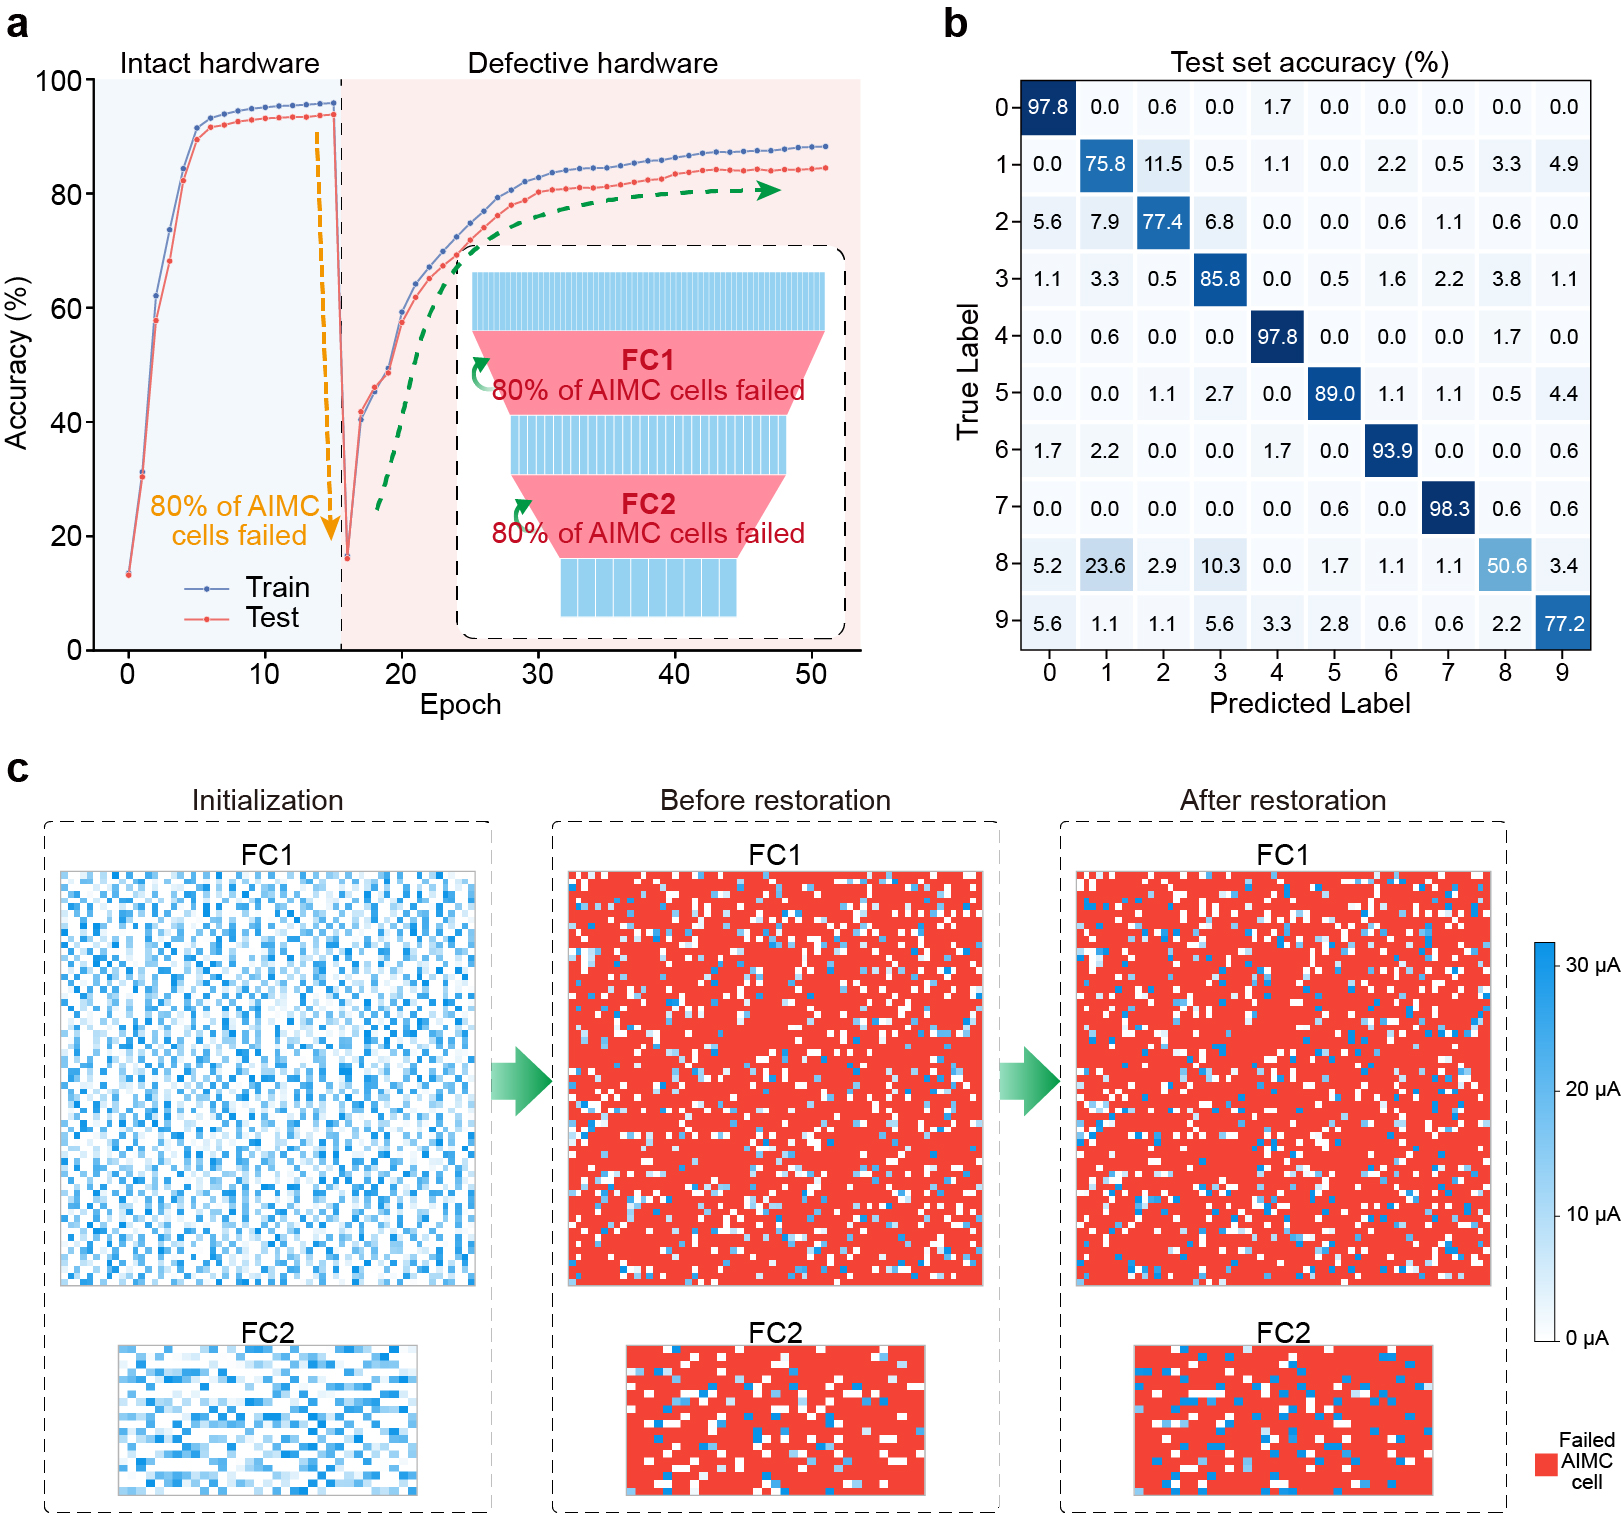 a
Intact hardware
Defective hardware
100
80
60
40
20
0
Accuracy (%)
80% of AIMC
cells failed
Train
Test
FC1
80% of AIMC cells failed
FC2
80% of AIMC cells failed
0 10 20 30 40 50
Epoch
b
Test set accuracy (%)
True Label
0 97.8 0.0 0.6 0.0 1.7 0.0 0.0 0.0 0.0 0.0
1 0.0 75.8 11.5 0.5 1.1 0.0 2.2 0.5 3.3 4.9
2 5.6 7.9 77.4 6.8 0.0 0.0 0.6 1.1 0.6 0.0
3 1.1 3.3 0.5 85.8 0.0 0.5 1.6 2.2 3.8 1.1
4 0.0 0.6 0.0 0.0 97.8 0.0 0.0 0.0 1.7 0.0
5 0.0 0.0 1.1 2.7 0.0 89.0 1.1 1.1 0.5 4.4
6 1.7 2.2 0.0 0.0 1.7 0.0 93.9 0.0 0.0 0.6
7 0.0 0.0 0.0 0.0 0.0 0.6 0.0 98.3 0.6 0.6
8 5.2 23.6 2.9 10.3 0.0 1.7 1.1 1.1 50.6 3.4
9 5.6 1.1 1.1 5.6 3.3 2.8 0.6 0.6 2.2 77.2
0 1 2 3 4 5 6 7 8 9
Predicted Label
c
Initialization
FC1
FC2
Before restoration
FC1
FC2
After restoration
FC1
FC2
30 µA
20 µA
10 µA
0 µA
Failed
AIMC
cell